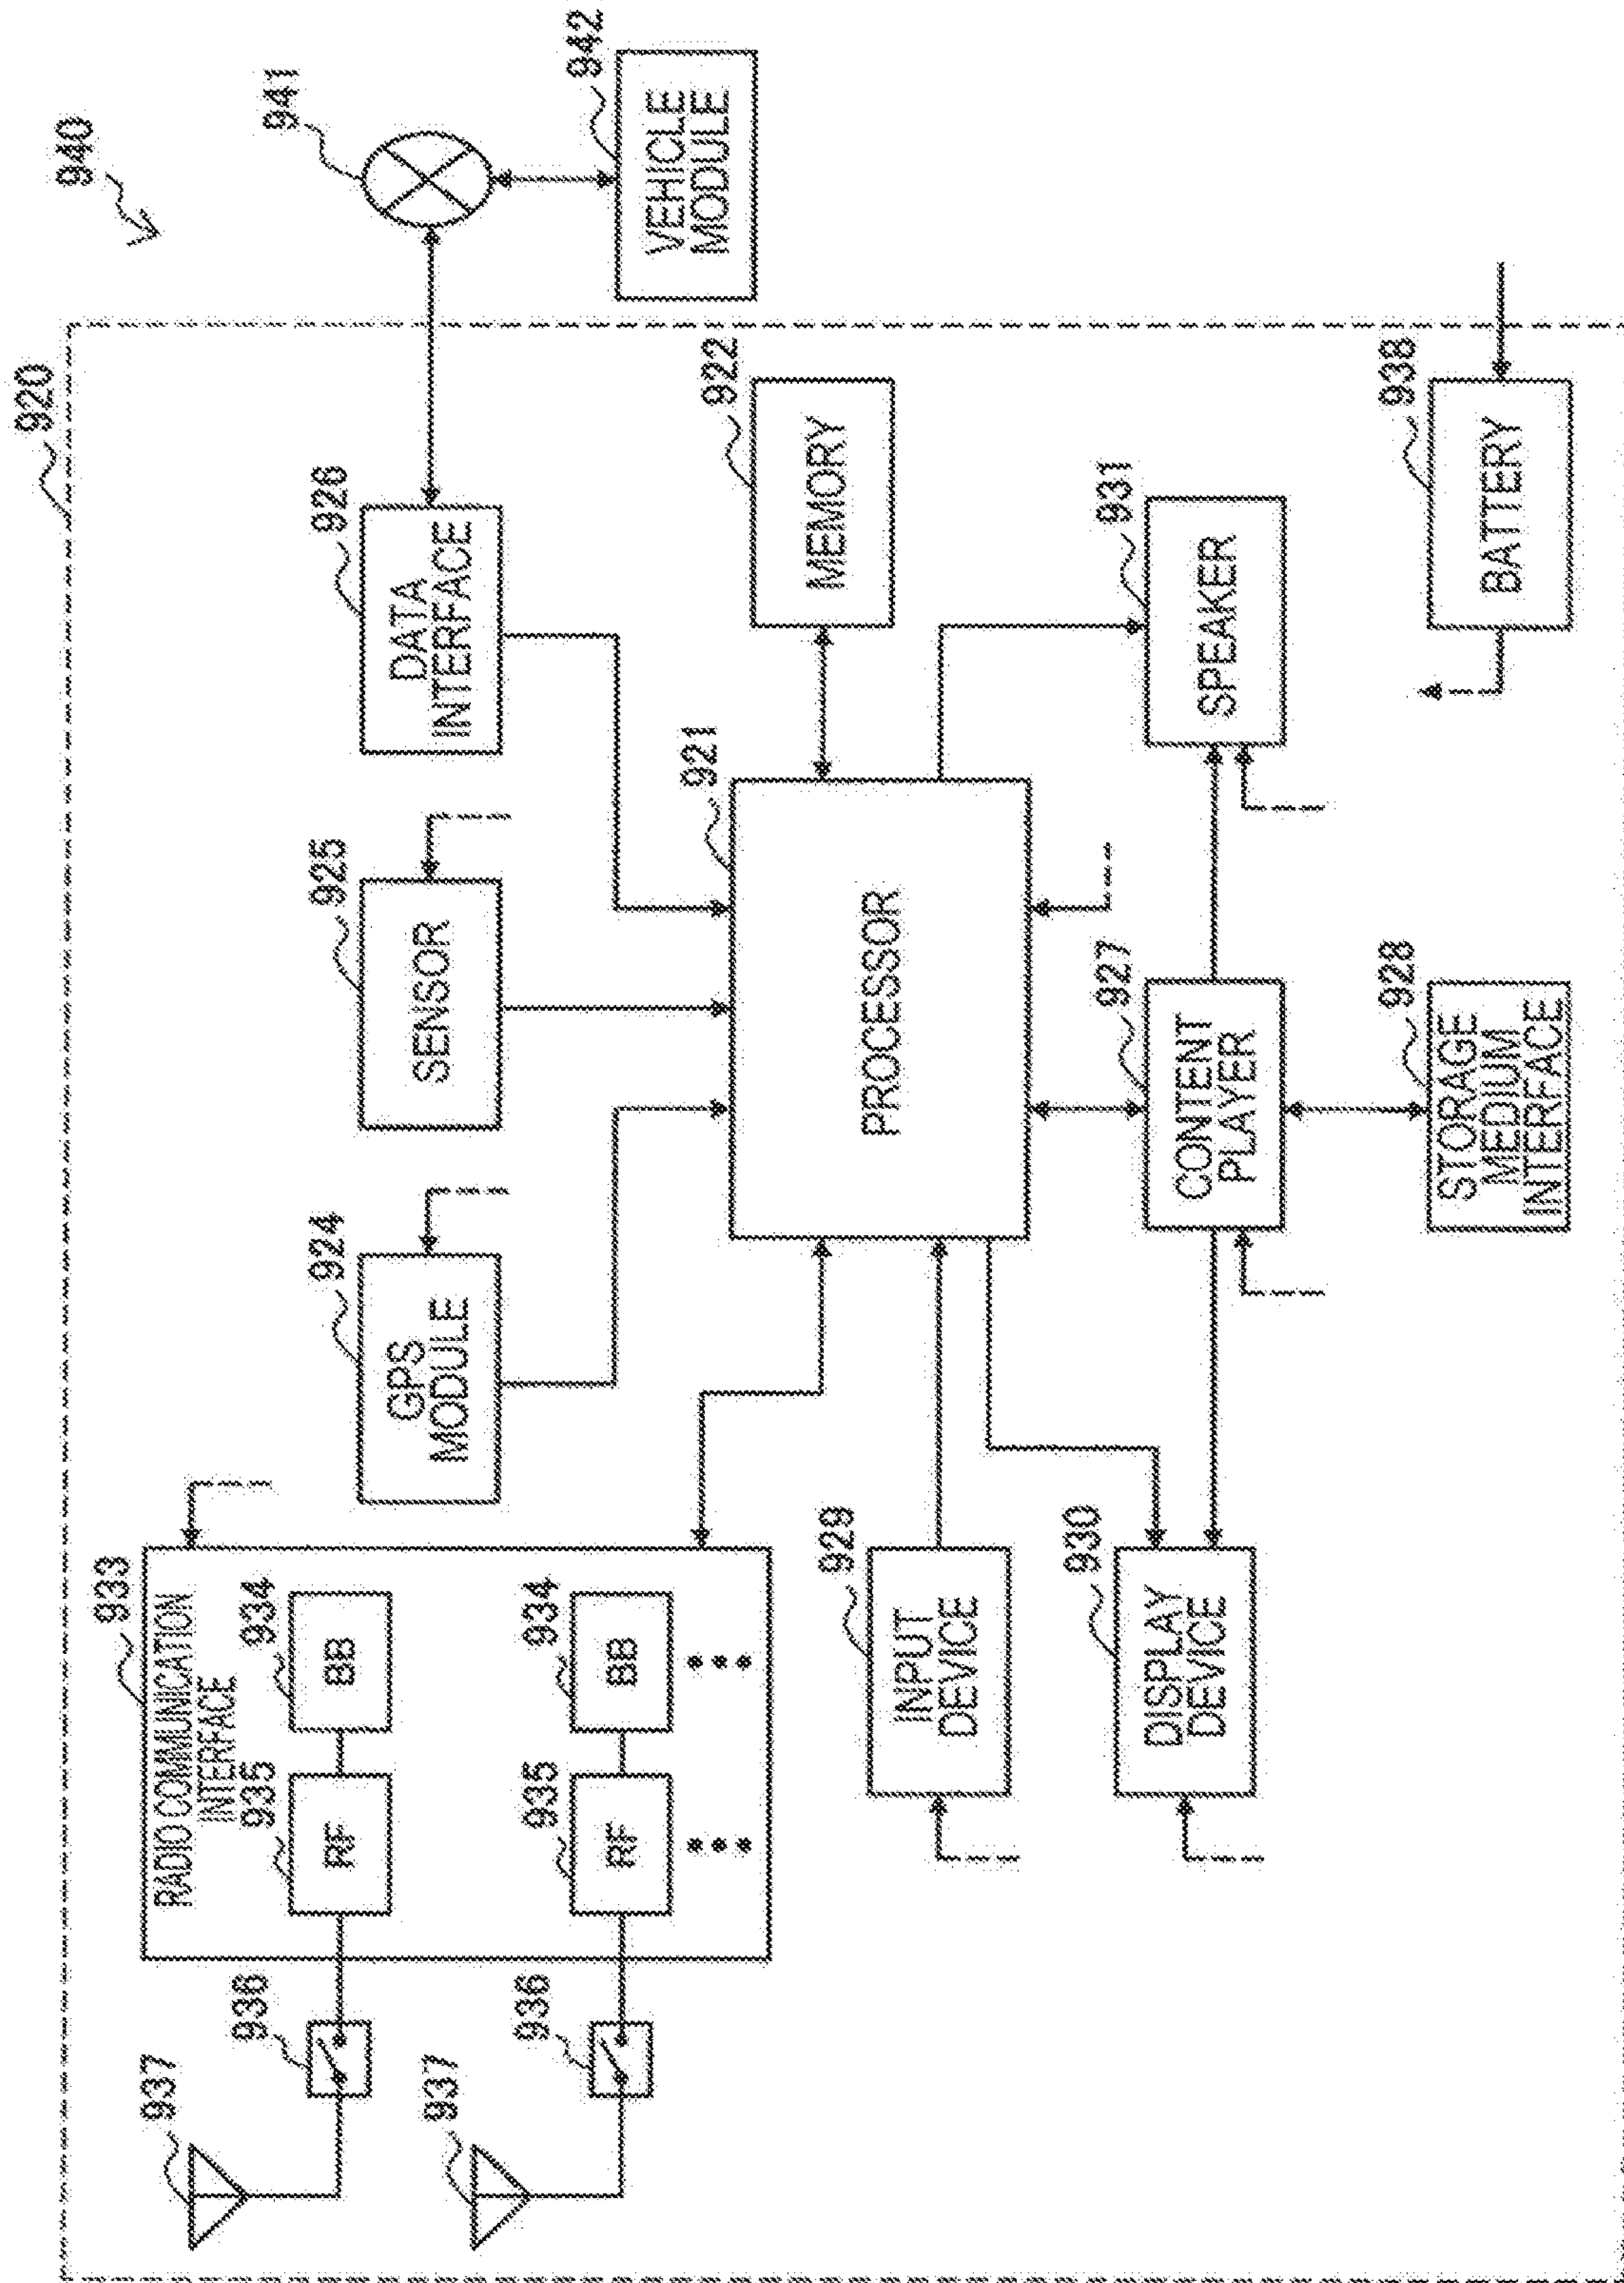 940
920
941
942
VEHICLE
MODULE
933
RADIO COMMUNICATION
INTERFACE
937
936
935
RF
934
BB
937
936
935
RF
934
BB
924
GPS
MODULE
925
SENSOR
926
DATA
INTERFACE
921
PROCESSOR
922
MEMORY
929
INPUT
DEVICE
930
DISPLAY
DEVICE
927
CONTENT
PLAYER
931
SPEAKER
928
STORAGE
MEDIUM
INTERFACE
938
BATTERY